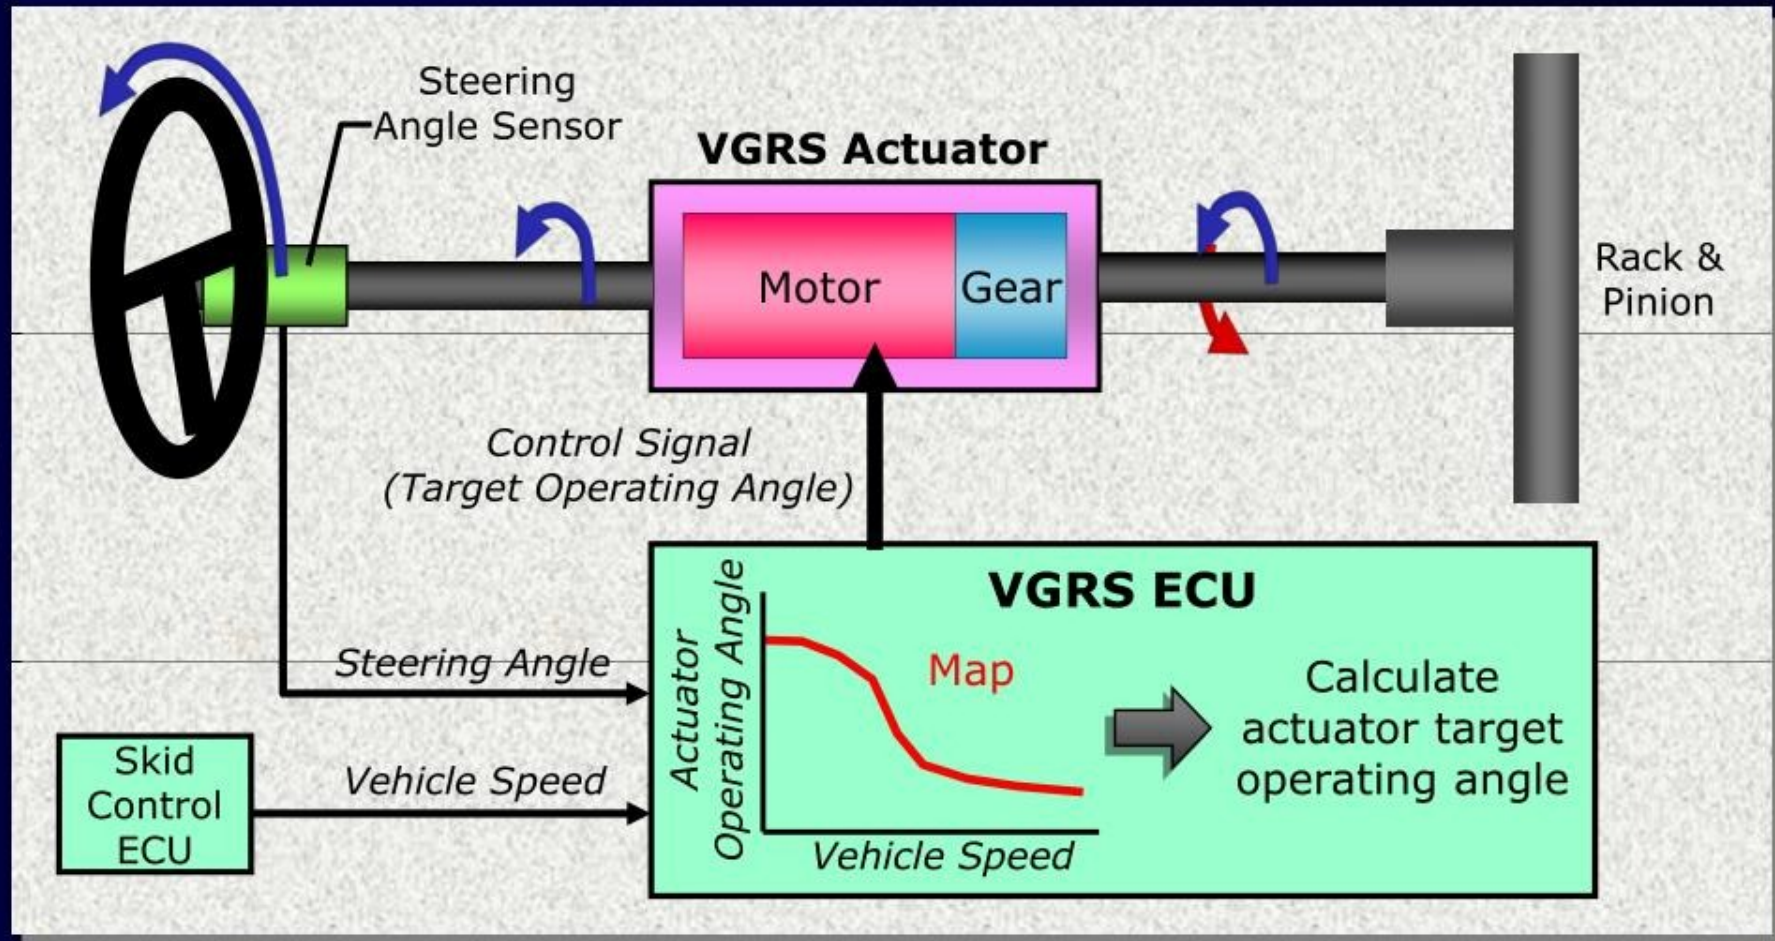 Steering
Angle Sensor
VGRS Actuator
Motor
Gear
Rack &
Pinion
Control Signal
(Target Operating Angle)
VGRS ECU
Steering Angle
Skid
Control
ECU
Vehicle Speed
Actuator
Operating Angle
Map
Vehicle Speed
Calculate
actuator target
operating angle